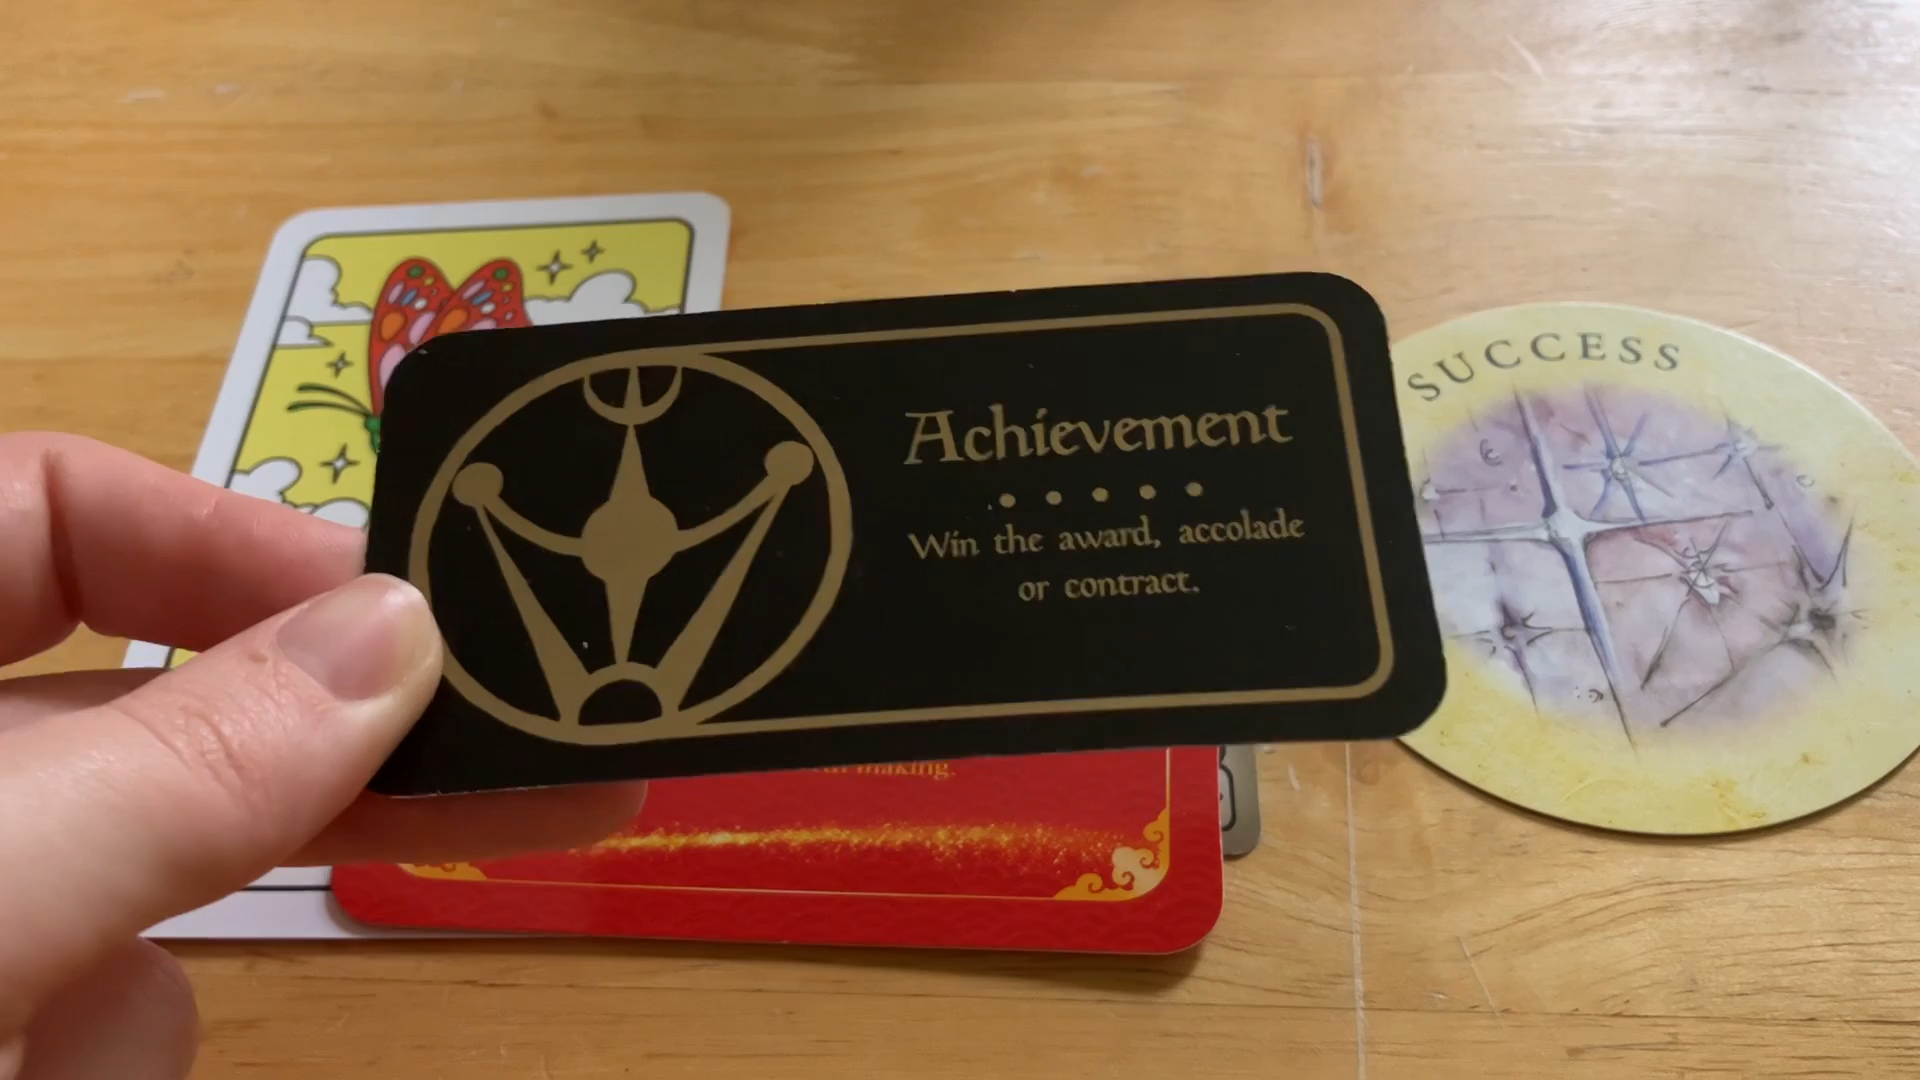 SUCCESS
Achievement
Win the award, accolade
or contract.
making.